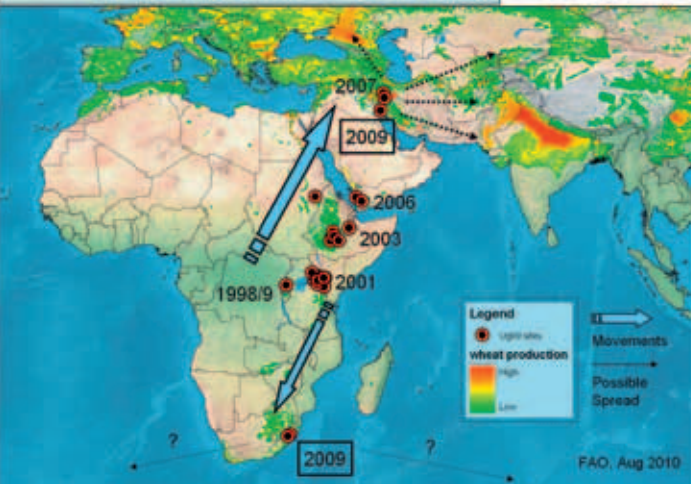 2007
2009
2006
2003
1998/9
2001
Legend
Ug99 sites
wheat production
High
Low
Movements
Possible
Spread
?
?
2009
FAO, Aug 2010